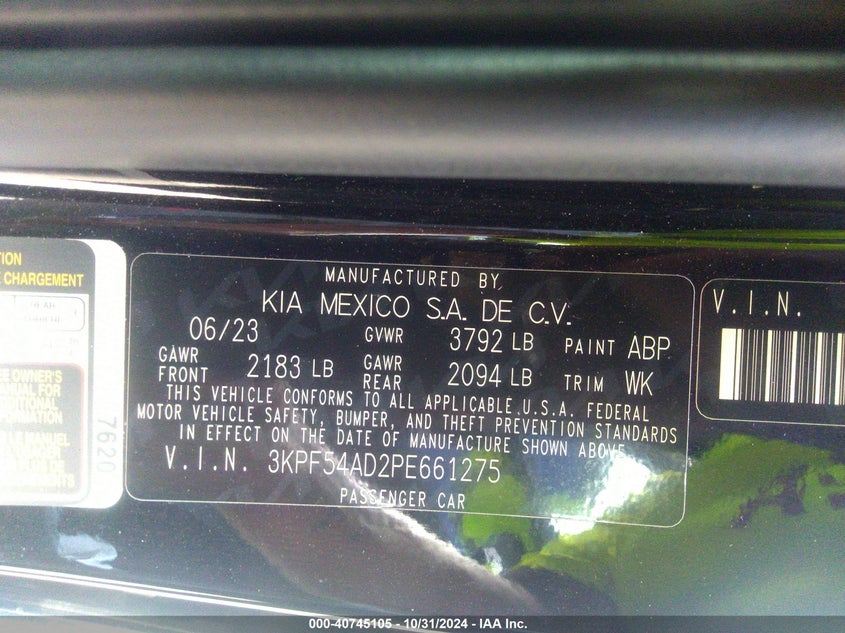 TION
E CHARGEMENT
EE OWNER'S
7620
MANUFACTURED BY
KIA MEXICO S.A. DE C.V.
06/23 GVWR 3792 LB PAINT ABP
GAWR FRONT 2183 LB GAWR REAR 2094 LB TRIM WK
THIS VEHICLE CONFORMS TO ALL APPLICABLE U.S.A. FEDERAL
MOTOR VEHICLE SAFETY, BUMPER, AND THEFT PREVENTION STANDARDS
IN EFFECT ON THE DATE OF MANUFACTURE SHOWN ABOVE.
V.I.N. 3KPF54AD2PE661275
PASSENGER CAR
V.I.N.
000-40745105 - 10/31/2024 - IAA Inc.